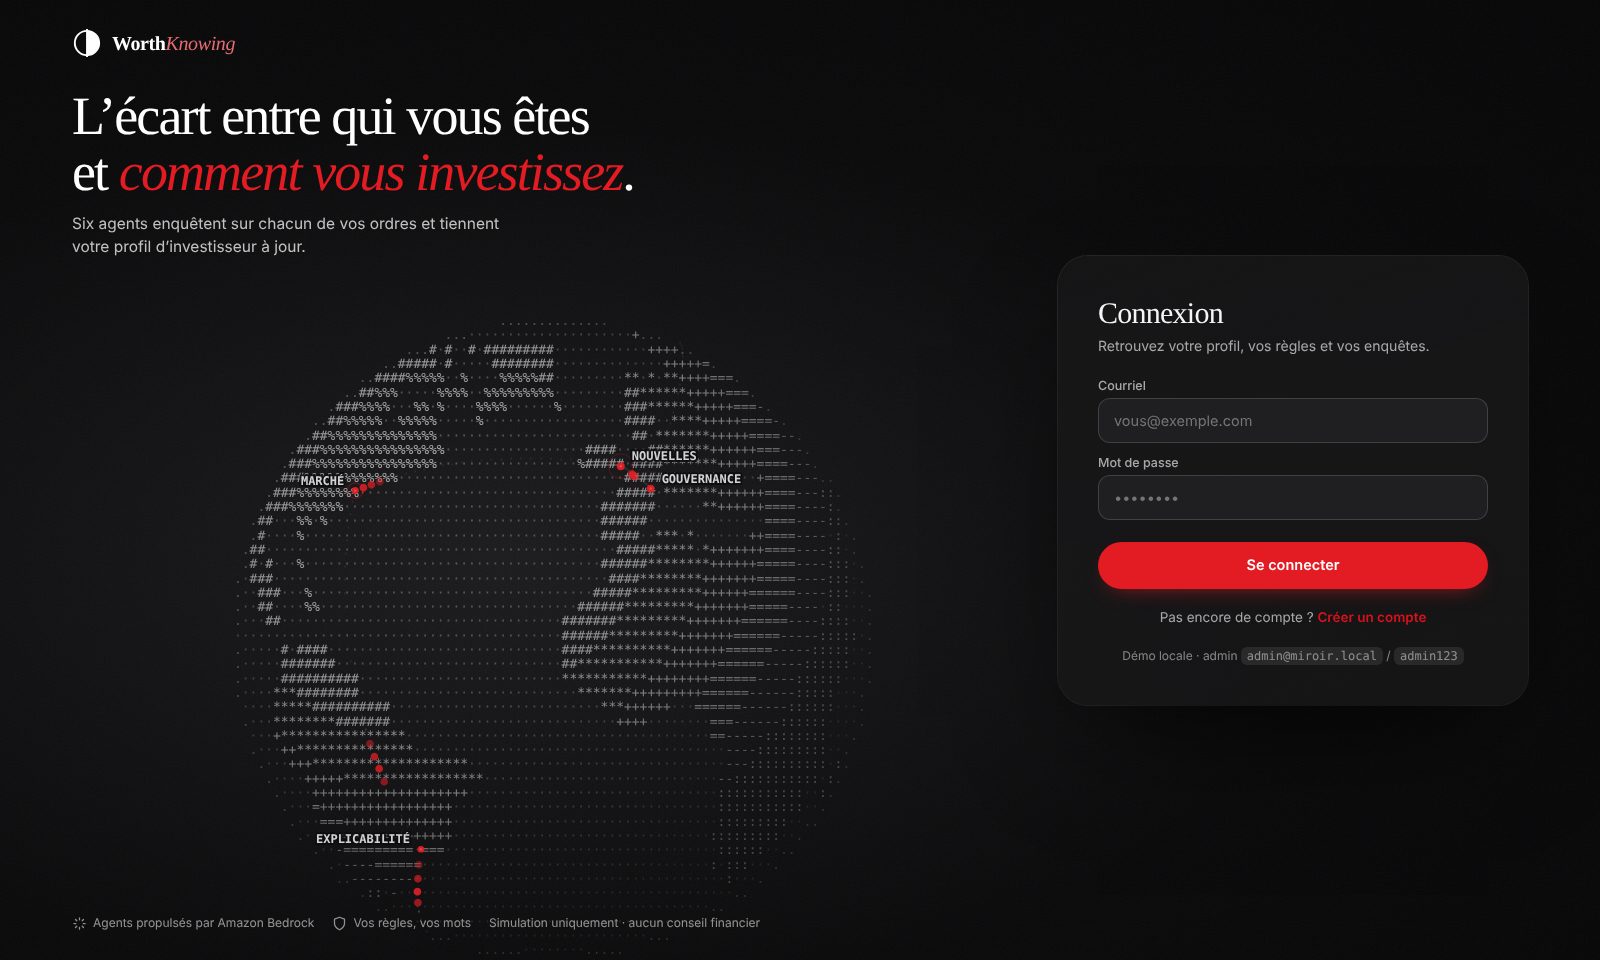 WorthKnowing
L’écart entre qui vous êtes
et comment vous investissez.
Six agents enquêtent sur chacun de vos ordres et tiennent
votre profil d’investisseur à jour.
Connexion
Retrouvez votre profil, vos règles et vos enquêtes.
Courriel
vous@exemple.com
Mot de passe
••••••••
Se connecter
Pas encore de compte ? Créer un compte
Démo locale · admin admin@miroir.local / admin123
NOUVELLES
MARCHÉ
GOUVERNANCE
EXPLICABILITÉ
Agents propulsés par Amazon Bedrock
Vos règles, vos mots
Simulation uniquement · aucun conseil financier